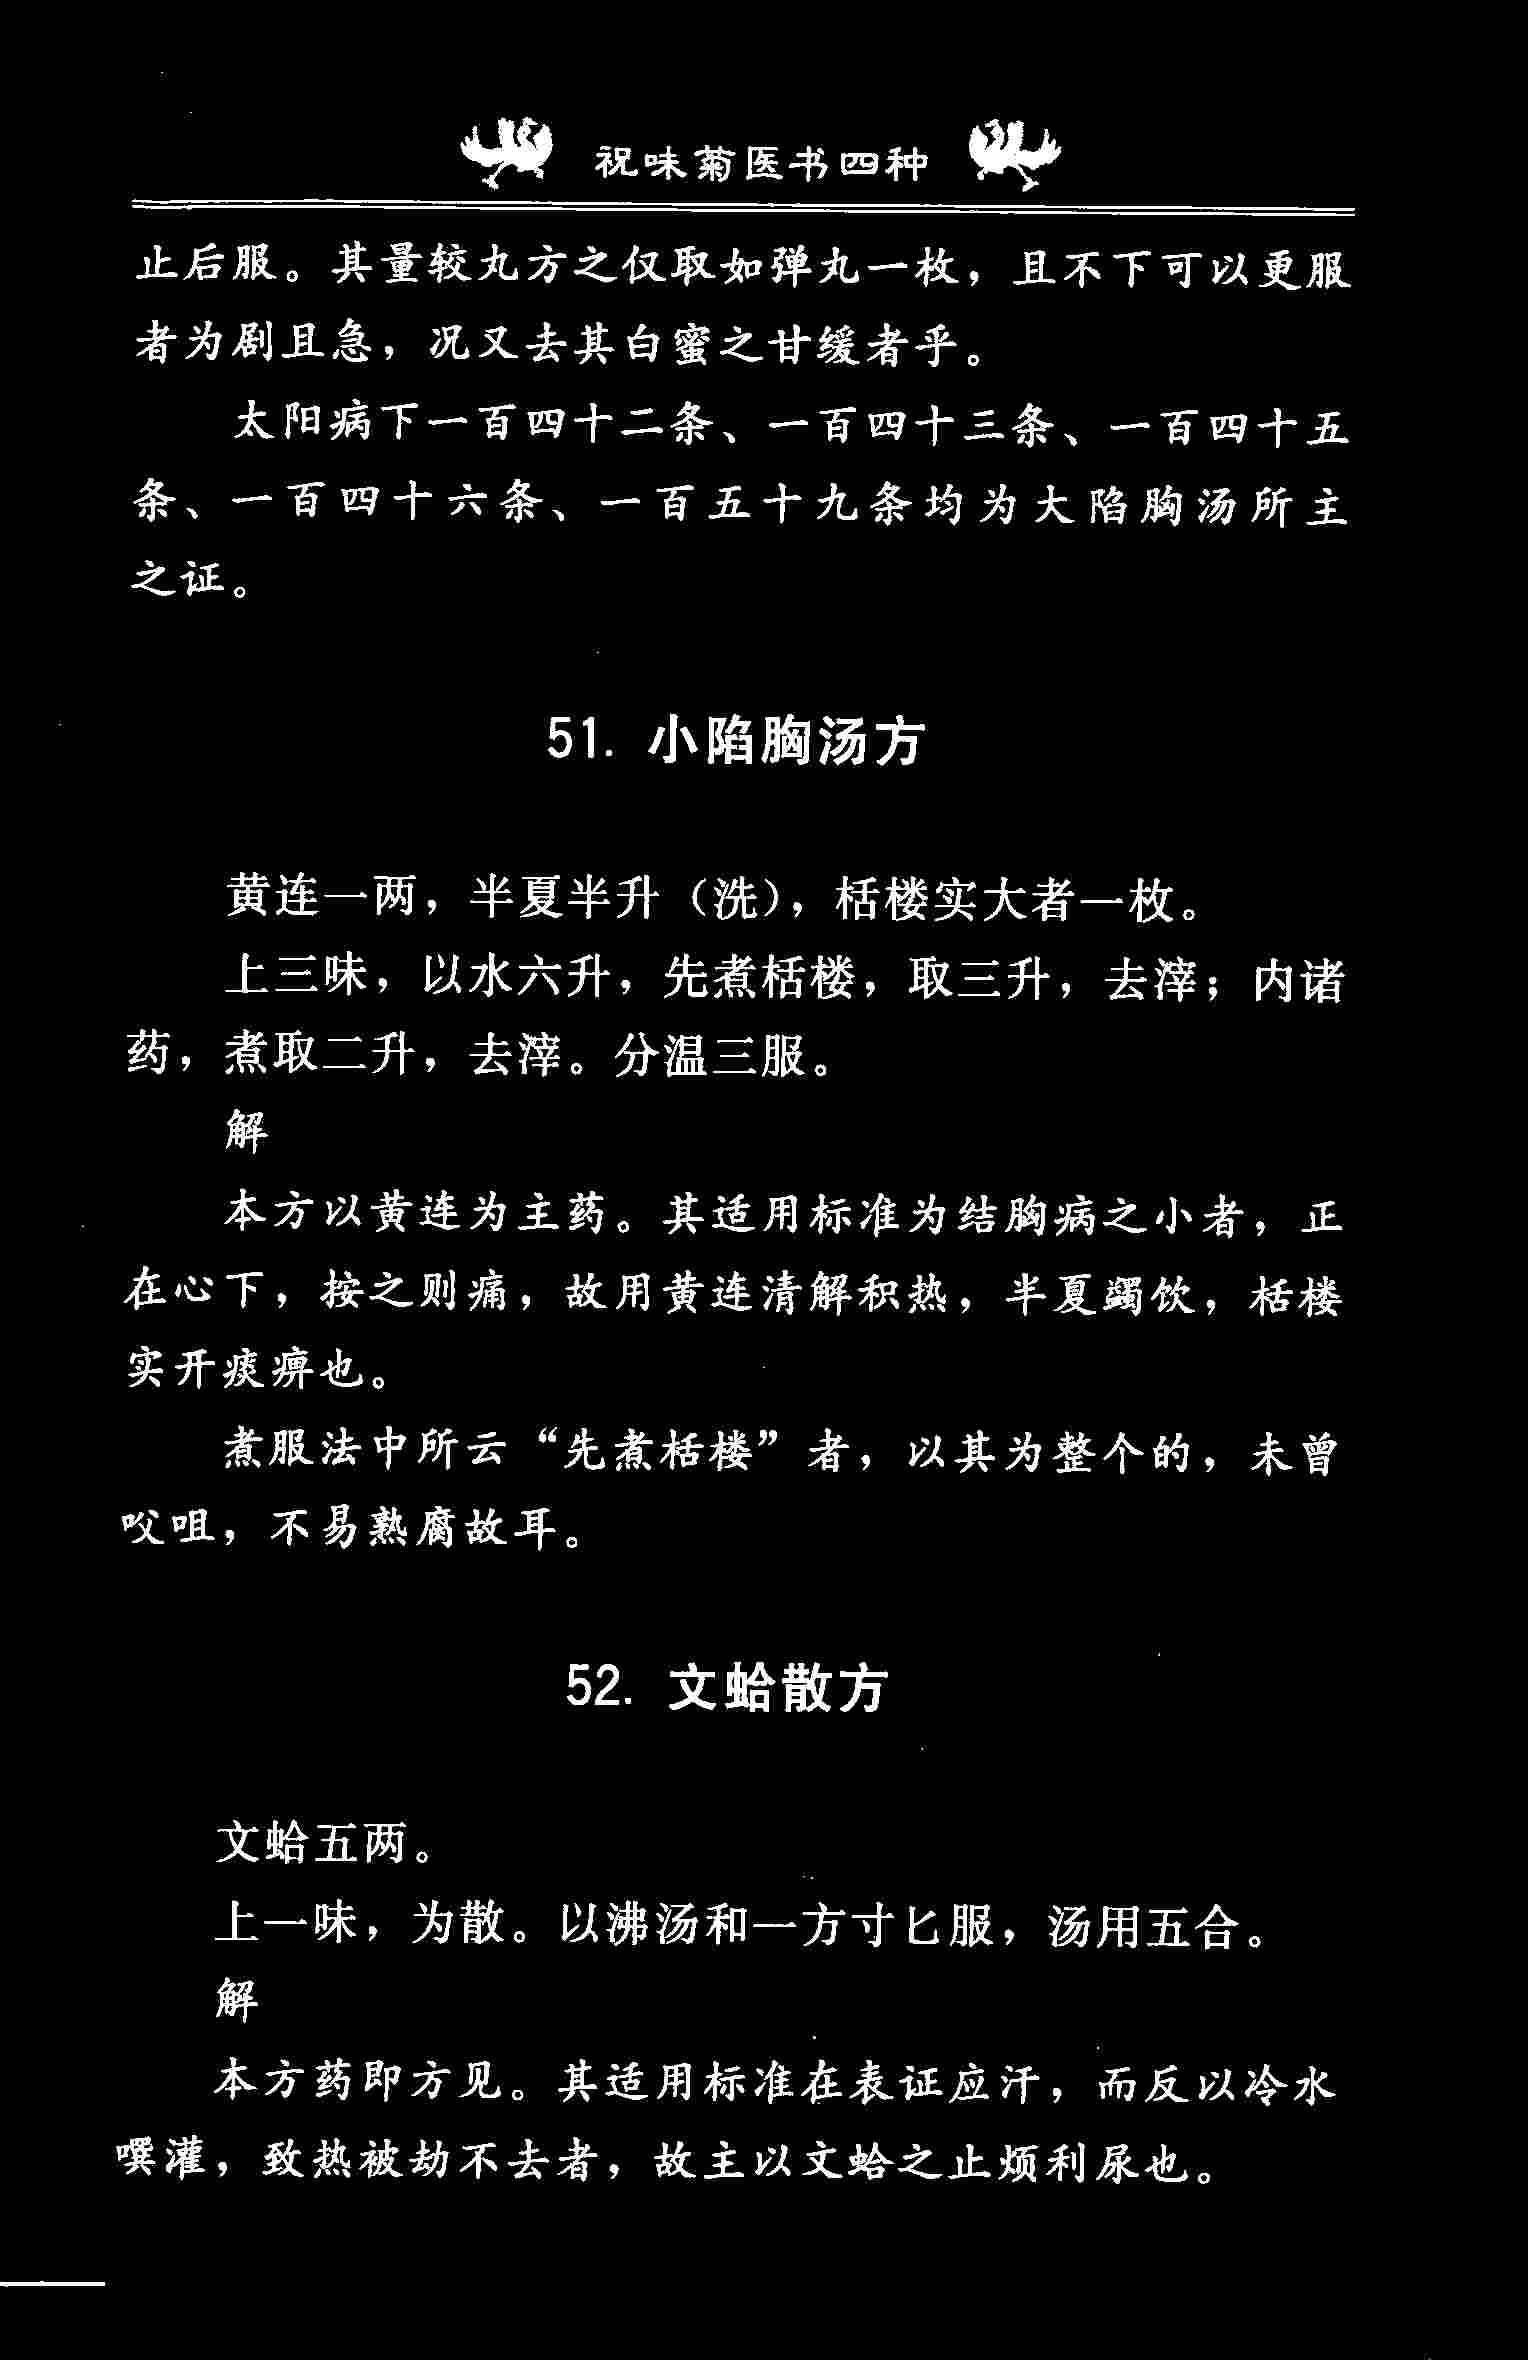 祝味菊医书四种
止后服。其量较丸方之仅取如弹丸一枚，且不下可以更服
者为剧且急，况又去其白蜜之甘缓者乎。
太阳病下一百四十二条、一百四十三条、一百四十五
条、一百四十六条、一百五十九条均为大陷胸汤所主
之证。
51. 小陷胸汤方
黄连一两，半夏半升（洗），栝楼实大者一枚。
上三味，以水六升，先煮栝楼，取三升，去滓；内诸
药，煮取二升，去滓。分温三服。
解
本方以黄连为主药。其适用标准为结胸病之小者，正
在心下，按之则痛，故用黄连清解积热，半夏蠲饮，栝楼
实开痰痹也。
煮服法中所云“先煮栝楼”者，以其为整个的，未曾
㕮咀，不易熟腐故耳。
52. 文蛤散方
文蛤五两。
上一味，为散。以沸汤和一方寸匕服，汤用五合。
解
本方药即方见。其适用标准在表证应汗，而反以冷水
噀灌，致热被劫不去者，故主以文蛤之止烦利尿也。